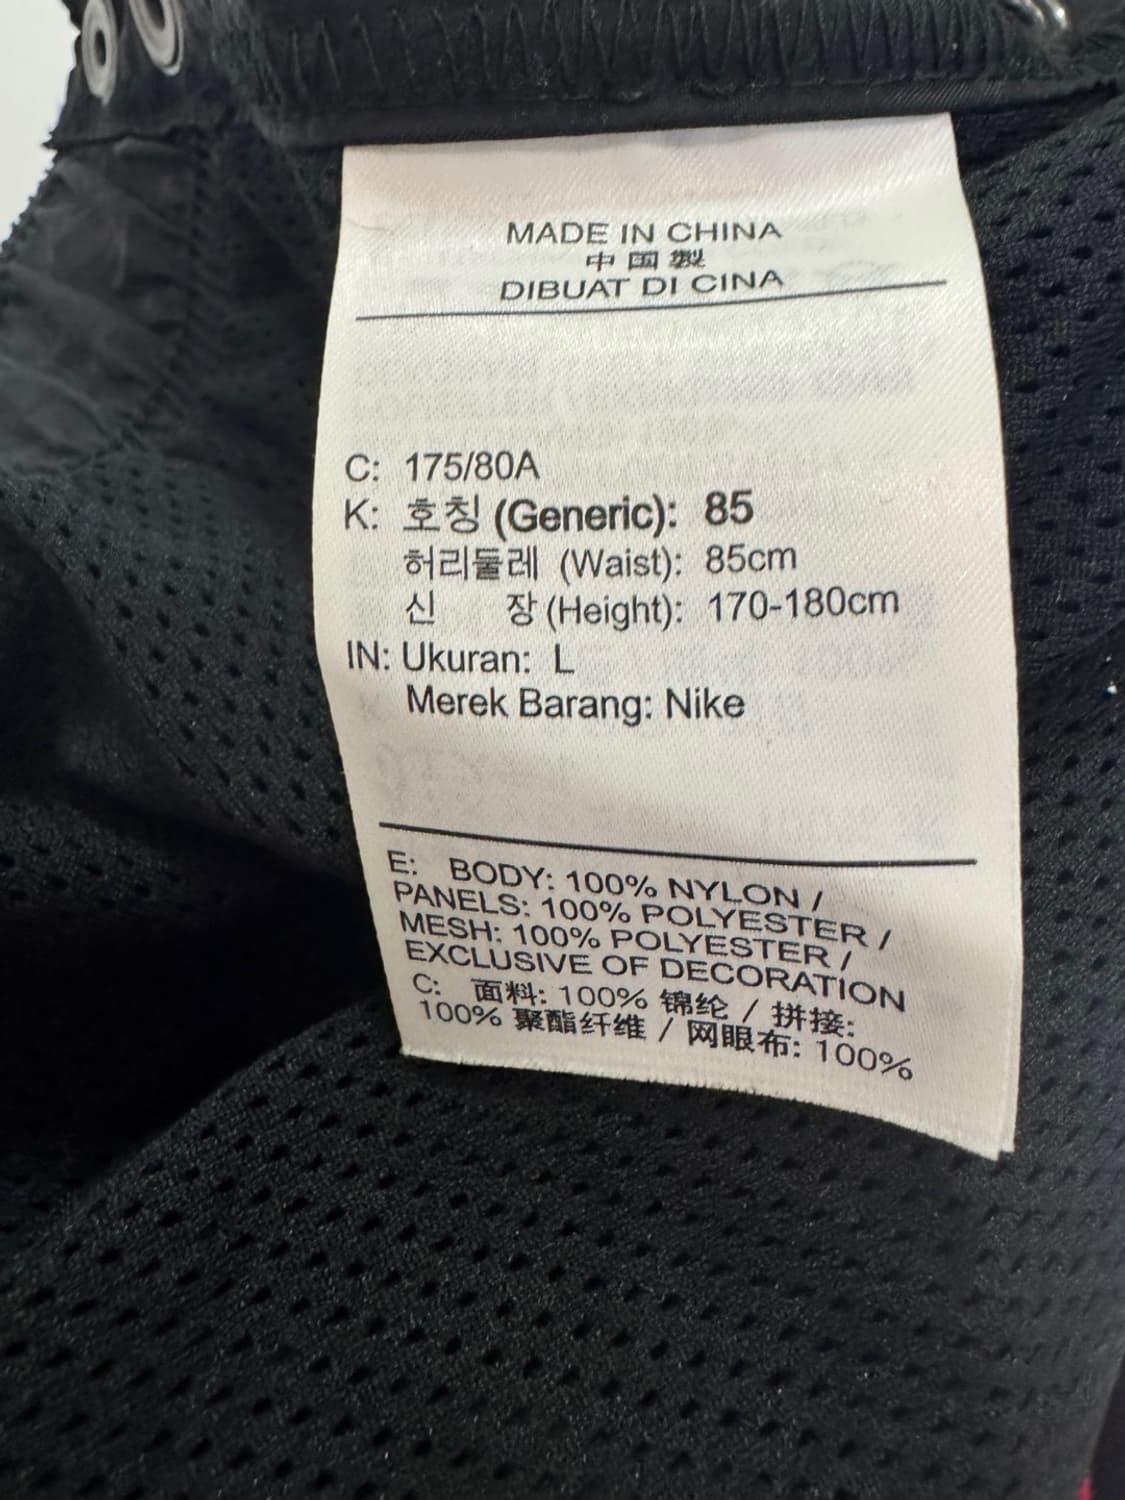 MADE IN CHINA
中国製
DIBUAT DI CINA
C: 175/80A
K: 호칭 (Generic): 85
허리둘레 (Waist): 85cm
신 장 (Height): 170-180cm
IN: Ukuran: L
Merek Barang: Nike
E: BODY: 100% NYLON /
PANELS: 100% POLYESTER /
MESH: 100% POLYESTER /
EXCLUSIVE OF DECORATION
C: 面料: 100% 锦纶 / 拼接:
100% 聚酯纤维 / 网眼布: 100%